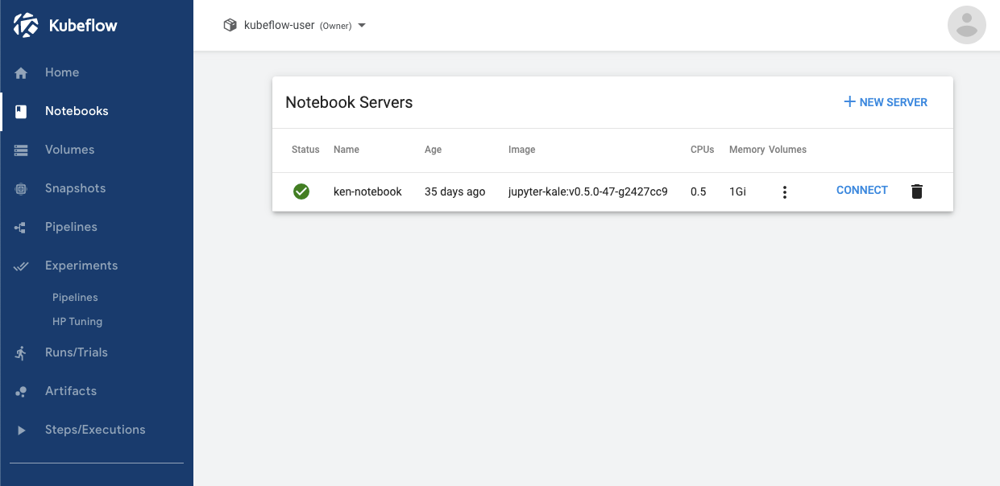 Kubeflow
Home
Notebooks
Volumes
Snapshots
Pipelines
Experiments
Pipelines
HP Tuning
Runs/Trials
Artifacts
Steps/Executions
kubeflow-user (Owner)
Notebook Servers
NEW SERVER
Status Name Age Image CPUs Memory Volumes
ken-notebook 35 days ago jupyter-kale:v0.5.0-47-g2427cc9 0.5 1Gi CONNECT